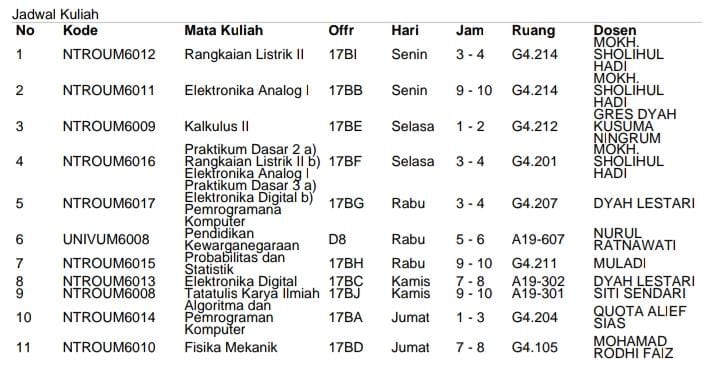 Jadwal Kuliah
No Kode Mata Kuliah Offr Hari Jam Ruang Dosen
1 NTROUM6012 Rangkaian Listrik II 17BI Senin 3 - 4 G4.214 MOKH. SHOLIHUL HADI
2 NTROUM6011 Elektronika Analog I 17BB Senin 9 - 10 G4.214 MOKH. SHOLIHUL HADI
3 NTROUM6009 Kalkulus II 17BE Selasa 1 - 2 G4.212 GRES DYAH KUSUMA NINGRUM
4 NTROUM6016 Praktikum Dasar 2 a) Rangkaian Listrik II b) Elektronika Analog I 17BF Selasa 3 - 4 G4.201 MOKH. SHOLIHUL HADI
5 NTROUM6017 Praktikum Dasar 3 a) Elektronika Digital b) Pemrogramana Komputer 17BG Rabu 3 - 4 G4.207 DYAH LESTARI
6 UNIVUM6008 Pendidikan Kewarganegaraan D8 Rabu 5 - 6 A19-607 NURUL RATNAWATI
7 NTROUM6015 Probabilitas dan Statistik 17BH Rabu 9 - 10 G4.211 MULADI
8 NTROUM6013 Elektronika Digital 17BC Kamis 7 - 8 A19-302 DYAH LESTARI
9 NTROUM6008 Tatatulis Karya Ilmiah 17BJ Kamis 9 - 10 A19-301 SITI SENDARI
10 NTROUM6014 Algoritma dan Pemrograman Komputer 17BA Jumat 1 - 3 G4.204 QUOTA ALIEF SIAS
11 NTROUM6010 Fisika Mekanik 17BD Jumat 7 - 8 G4.105 MOHAMAD RODHI FAIZ